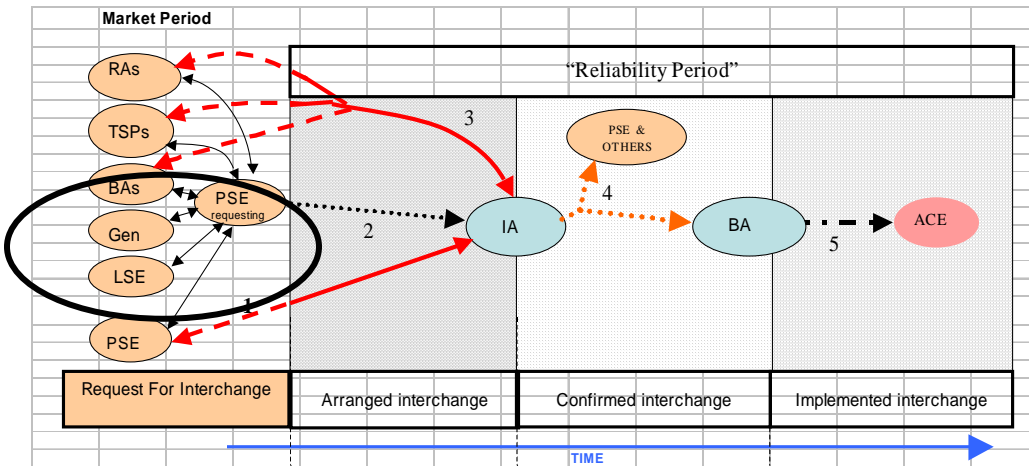 Market Period
“Reliability Period”
RAs
TSPs
BAs
PSE
requesting
Gen
LSE
PSE
1
2
3
IA
PSE &
OTHERS
4
BA
5
ACE
Request For Interchange
Arranged interchange
Confirmed interchange
Implemented interchange
TIME